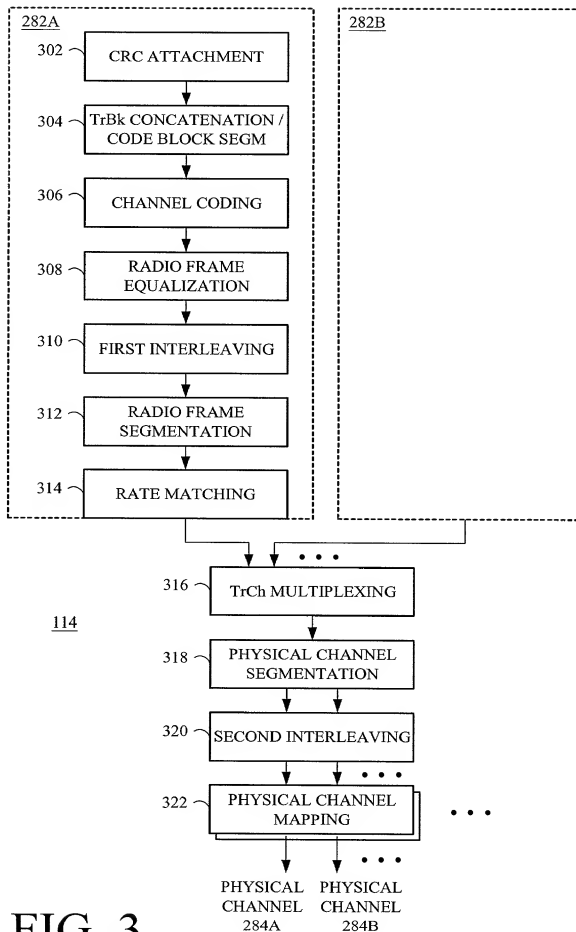 282A
282B
302
CRC ATTACHMENT
304
TrBk CONCATENATION /
CODE BLOCK SEGM
306
CHANNEL CODING
308
RADIO FRAME
EQUALIZATION
310
FIRST INTERLEAVING
312
RADIO FRAME
SEGMENTATION
314
RATE MATCHING
316
TrCh MULTIPLEXING
114
318
PHYSICAL CHANNEL
SEGMENTATION
320
SECOND INTERLEAVING
322
PHYSICAL CHANNEL
MAPPING
PHYSICAL
CHANNEL
284A
PHYSICAL
CHANNEL
284B
FIG. 3